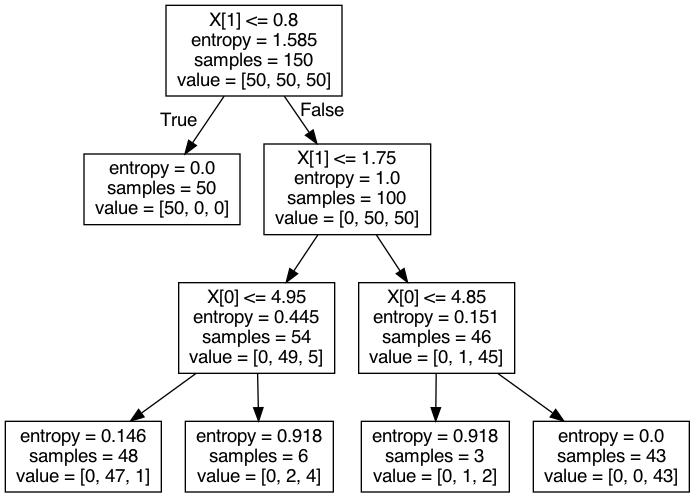 X[1] <= 0.8
entropy = 1.585
samples = 150
value = [50, 50, 50]
True
False
entropy = 0.0
samples = 50
value = [50, 0, 0]
X[1] <= 1.75
entropy = 1.0
samples = 100
value = [0, 50, 50]
X[0] <= 4.95
entropy = 0.445
samples = 54
value = [0, 49, 5]
X[0] <= 4.85
entropy = 0.151
samples = 46
value = [0, 1, 45]
entropy = 0.146
samples = 48
value = [0, 47, 1]
entropy = 0.918
samples = 6
value = [0, 2, 4]
entropy = 0.918
samples = 3
value = [0, 1, 2]
entropy = 0.0
samples = 43
value = [0, 0, 43]